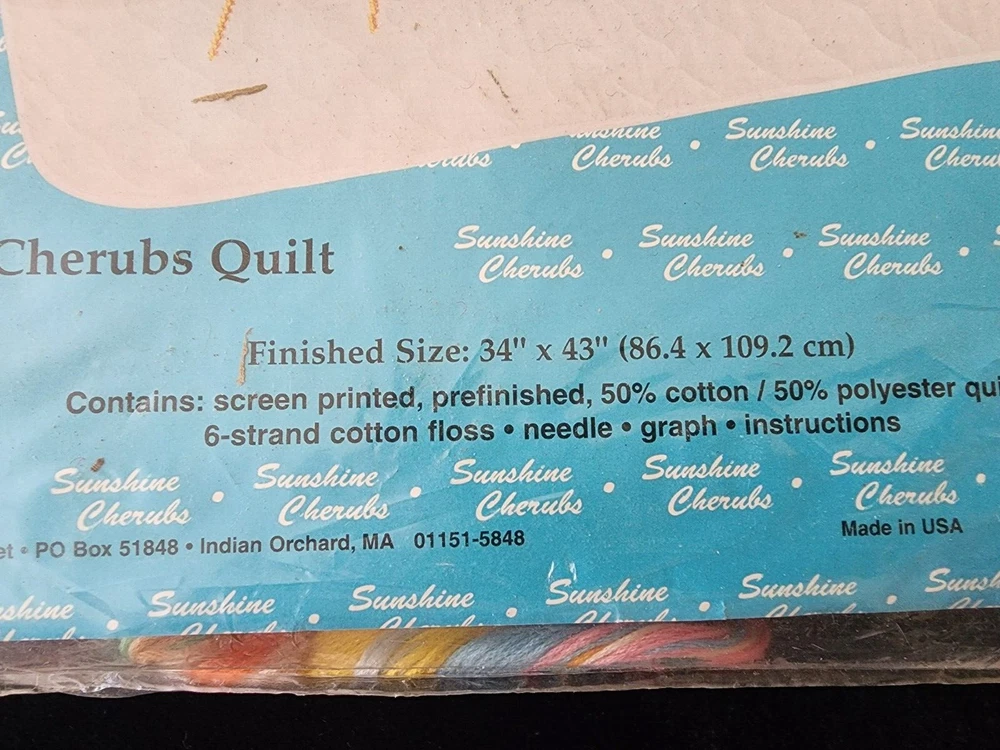 Sunshine • Sunshine
Cherubs • Cherubs • Cherubs
Cherubs Quilt
Sunshine • Sunshine • Sunshine •
Cherubs Cherubs Cherubs
Finished Size: 34" x 43" (86.4 x 109.2 cm)
Contains: screen printed, prefinished, 50% cotton / 50% polyester qui
6-strand cotton floss • needle • graph • instructions
Sunshine • Sunshine • Sunshine • Sunshine • Sunshine •
Cherubs Cherubs Cherubs Cherubs Cherubs
et • PO Box 51848 • Indian Orchard, MA 01151-5848
Made in USA
Sunshine • Sunshine • Sunshine • Sunshine